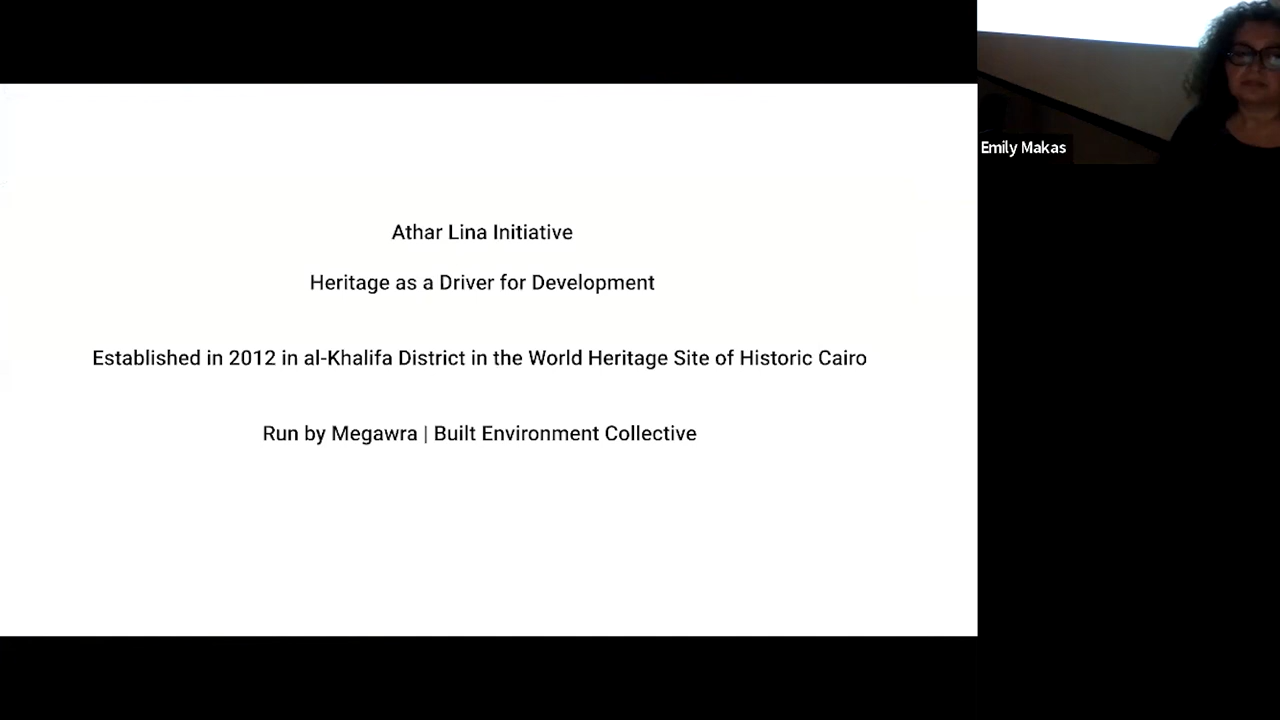 Athar Lina Initiative
Heritage as a Driver for Development
Established in 2012 in al-Khalifa District in the World Heritage Site of Historic Cairo
Run by Megawra | Built Environment Collective
Emily Makas